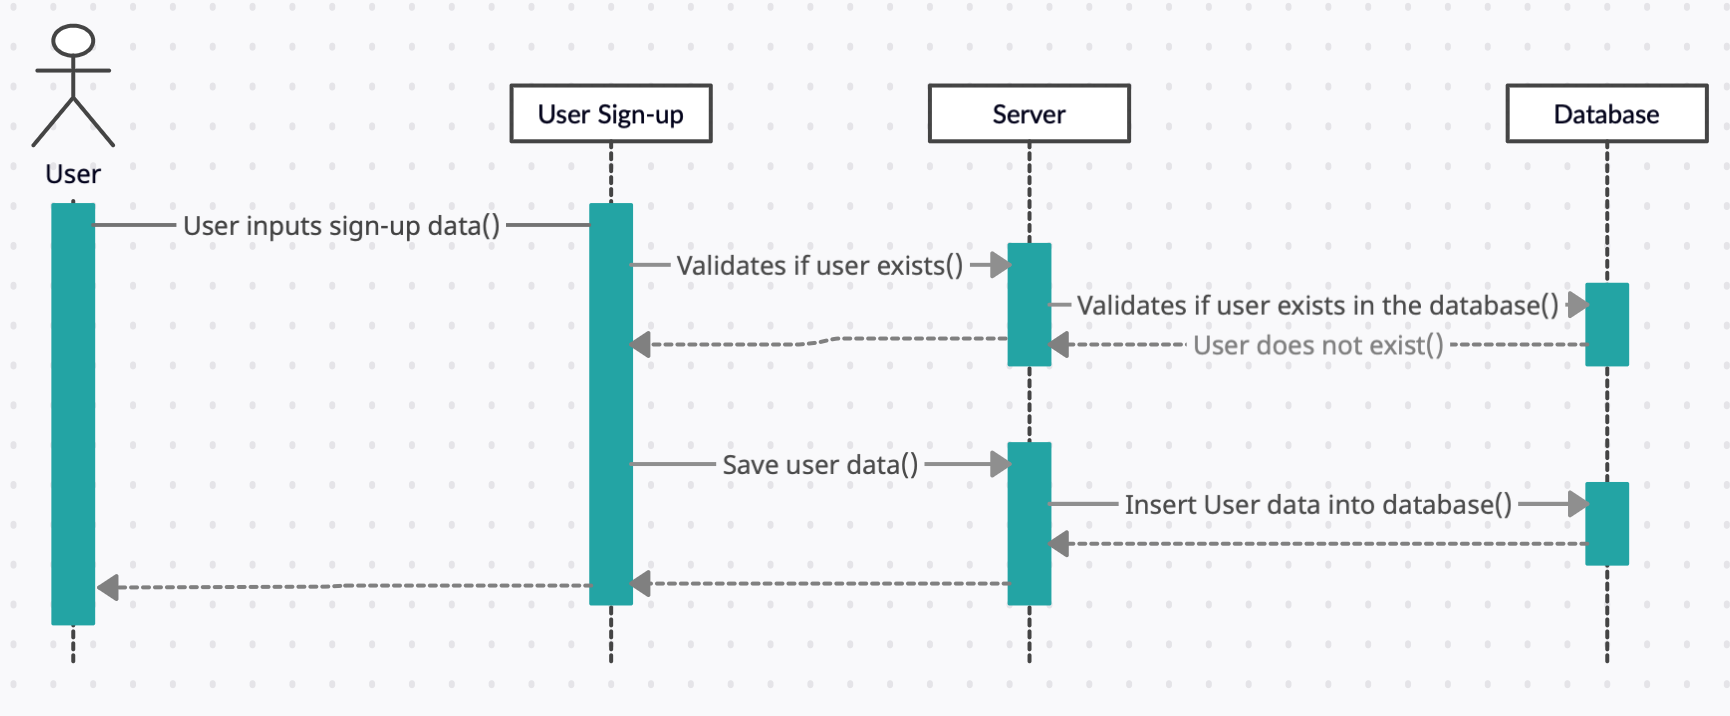 User
User Sign-up
Server
Database
User inputs sign-up data()
Validates if user exists()
Validates if user exists in the database()
User does not exist()
Save user data()
Insert User data into database()